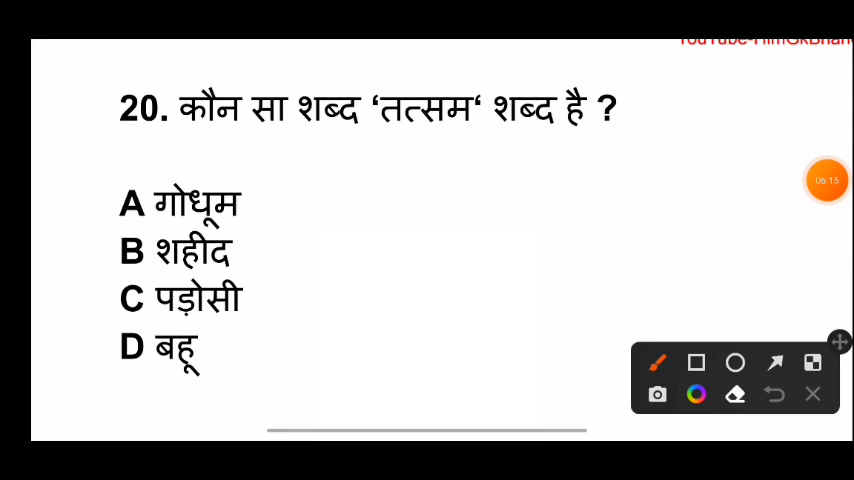 20. कौन सा शब्द ‘तत्सम‘ शब्द है ?
A गोधूम
B शहीद
C पड़ोसी
D बहू
06:15